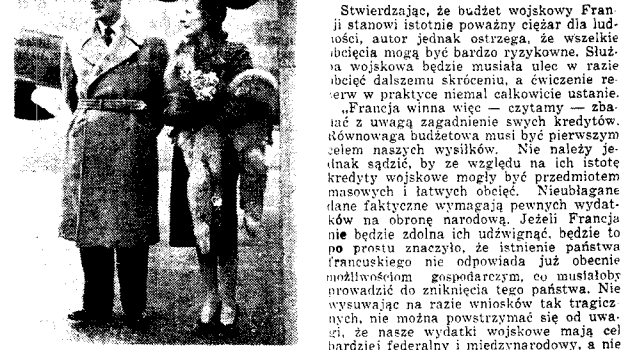 Stwierdzając, że budżet wojskowy Fran
ji stanowi istotnie poważny ciężar dla lud-
ności, autor jednak ostrzega, że wszelkie
obcięcia mogą być bardzo ryzykowne. Służ-
ba wojskowa będzie musiała ulec w razie
obcięć dalszemu skróceniu, a ćwiczenie re-
zerw w praktyce niemal całkowicie ustanie.
„Francja winna więc — czytamy — zba-
dać z uwagą zagadnienie swych kredytów.
Równowaga budżetowa musi być pierwszym
celem naszych wysiłków. Nie należy je-
dnak sądzić, by ze względu na ich istotę
kredyty wojskowe mogły być przedmiotem
masowych i łatwych obcięć. Nieubłagane
dane faktyczne wymagają pewnych wydat-
ków na obronę narodową. Jeżeli Francja
nie będzie zdolna ich udźwignąć, będzie to
po prostu znaczyło, że istnienie państwa
francuskiego nie odpowiada już obecnie
możliwościom gospodarczym, co musiałoby
prowadzić do zniknięcia tego państwa. Nie
wysuwając na razie wniosków tak tragicz-
nych, nie można powstrzymać się od uwa-
gi, że nasze wydatki wojskowe mają cel
bardziej federalny i międzynarodowy, a nie